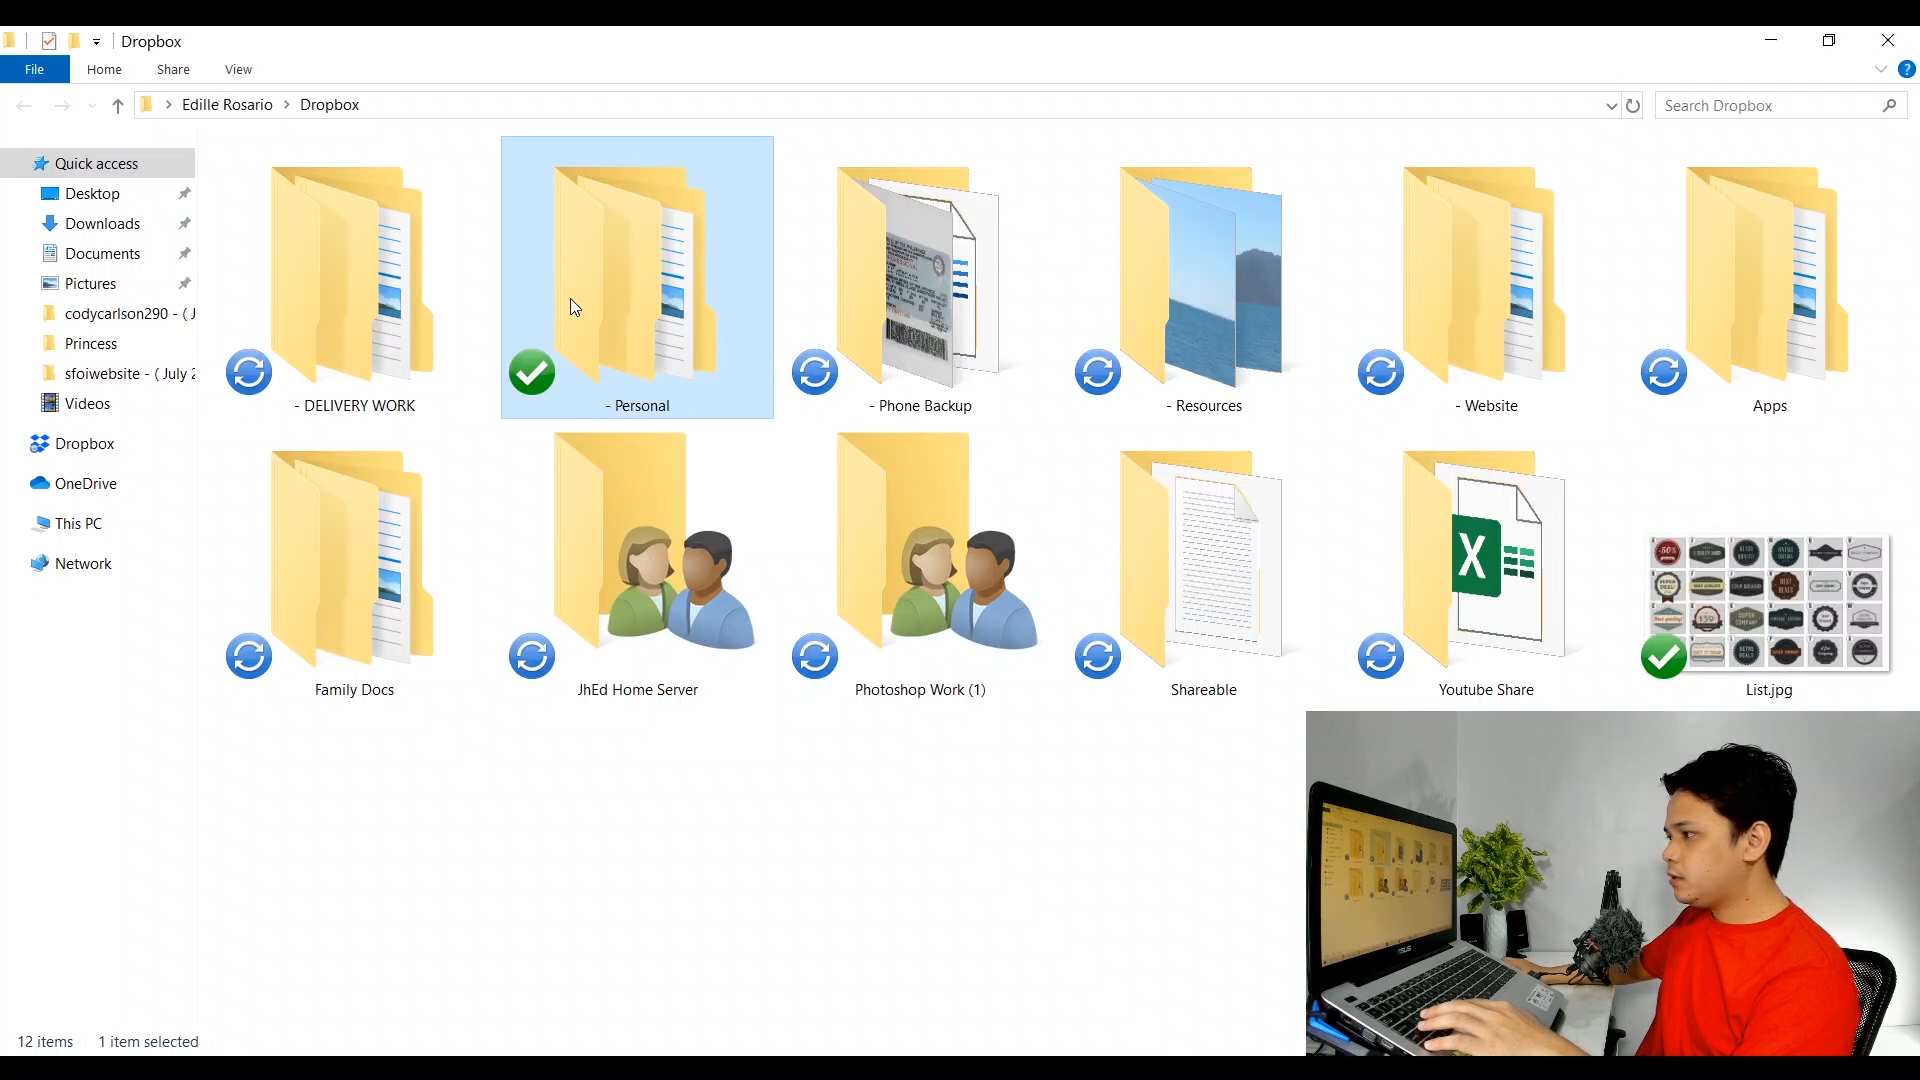 Dropbox
File Home Share View
Edille Rosario Dropbox
Search Dropbox
Quick access
Desktop
Downloads
Documents
Pictures
codycarlson290 - ( J
Princess
sfoiwebsite - ( July 2
Videos
Dropbox
OneDrive
This PC
Network
- DELIVERY WORK
- Personal
- Phone Backup
- Resources
- Website
Apps
Family Docs
JhEd Home Server
Photoshop Work (1)
Shareable
X
Youtube Share
List.jpg
12 items 1 item selected
ASUS